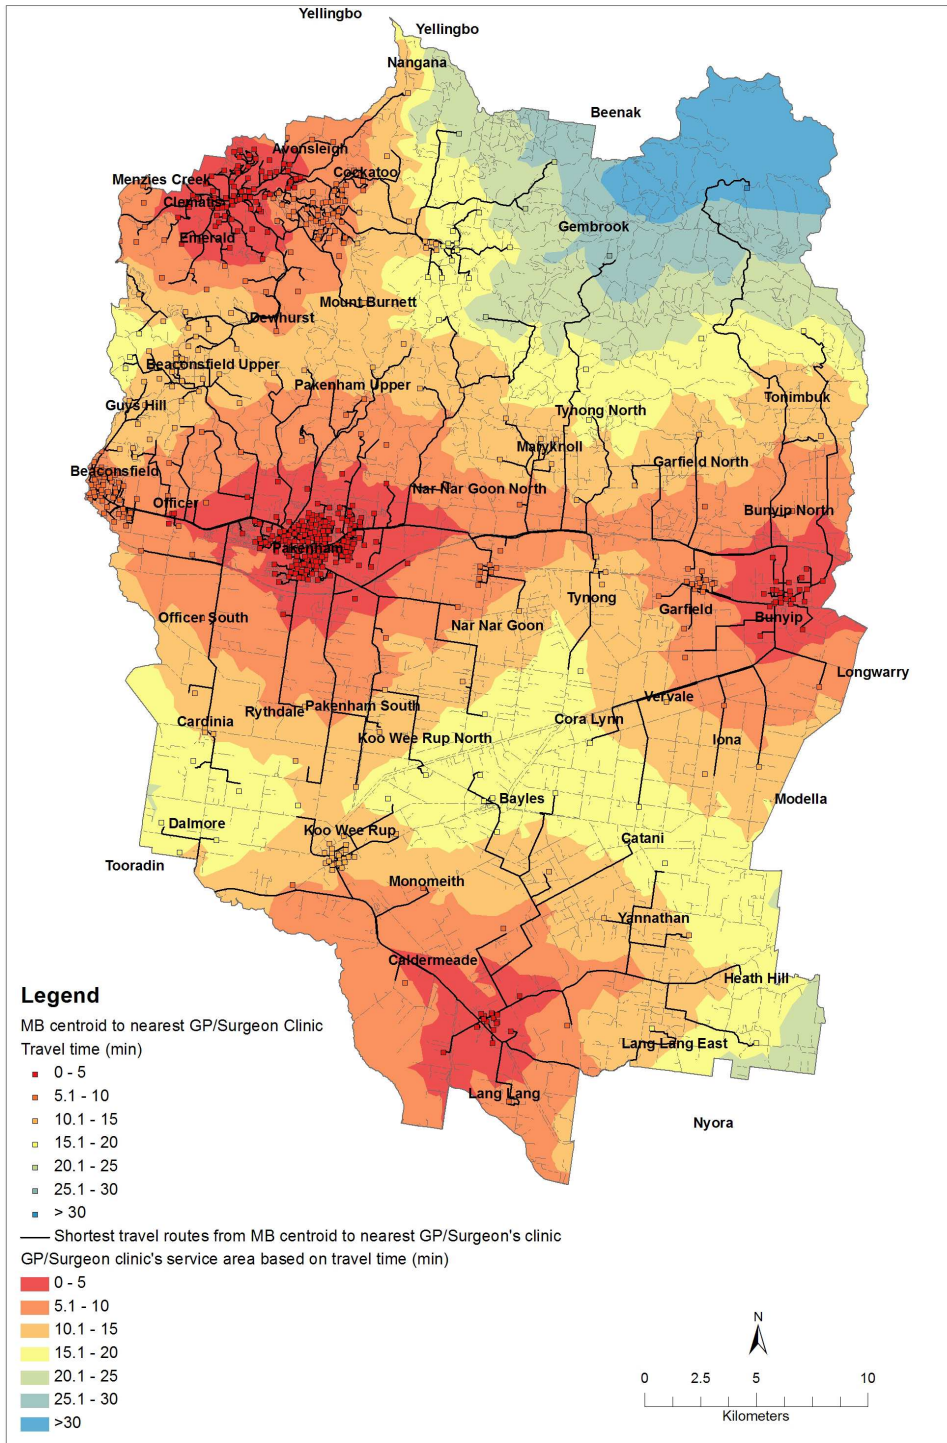 Yellingbo
Yellingbo
Nangana
Beenak
Avonsleigh
Cockatoo
Menzies Creek
Clematis
Gembrook
Emerald
Mount Burnett
Dewhurst
Beaconsfield Upper
Pakenham Upper
Tonimbuk
Guys Hill
Tynong North
Maryknoll
Garfield North
Beaconsfield
Nar Nar Goon North
Officer
Bunyip North
Pakenham
Tynong
Garfield
Officer South
Bunyip
Nar Nar Goon
Longwarry
Vervale
Pakenham South
Rythdale
Cardinia
Cora Lynn
Koo Wee Rup North
Iona
Bayles
Modella
Dalmore
Koo Wee Rup
Catani
Tooradin
Monomeith
Yannathan
Caldermeade
Heath Hill
Lang Lang East
Lang Lang
Nyora
Legend
MB centroid to nearest GP/Surgeon Clinic
Travel time (min)
0 - 5
5.1 - 10
10.1 - 15
15.1 - 20
20.1 - 25
25.1 - 30
> 30
Shortest travel routes from MB centroid to nearest GP/Surgeon's clinic
GP/Surgeon clinic's service area based on travel time (min)
0 - 5
5.1 - 10
10.1 - 15
15.1 - 20
20.1 - 25
25.1 - 30
>30
N
0 2.5 5 10
Kilometers